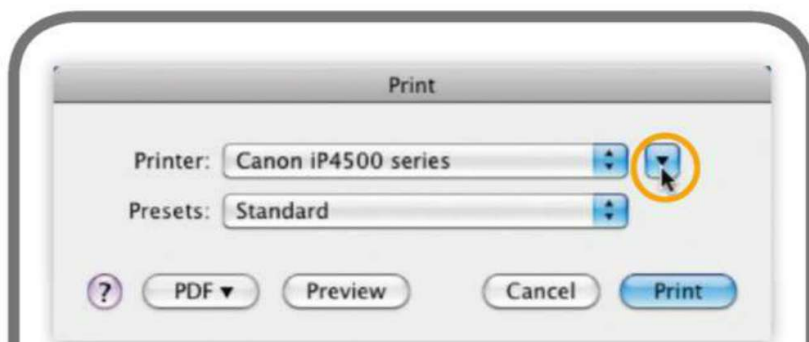 Print
Printer: Canon iP4500 series
Presets: Standard
? PDF ▼ Preview Cancel Print